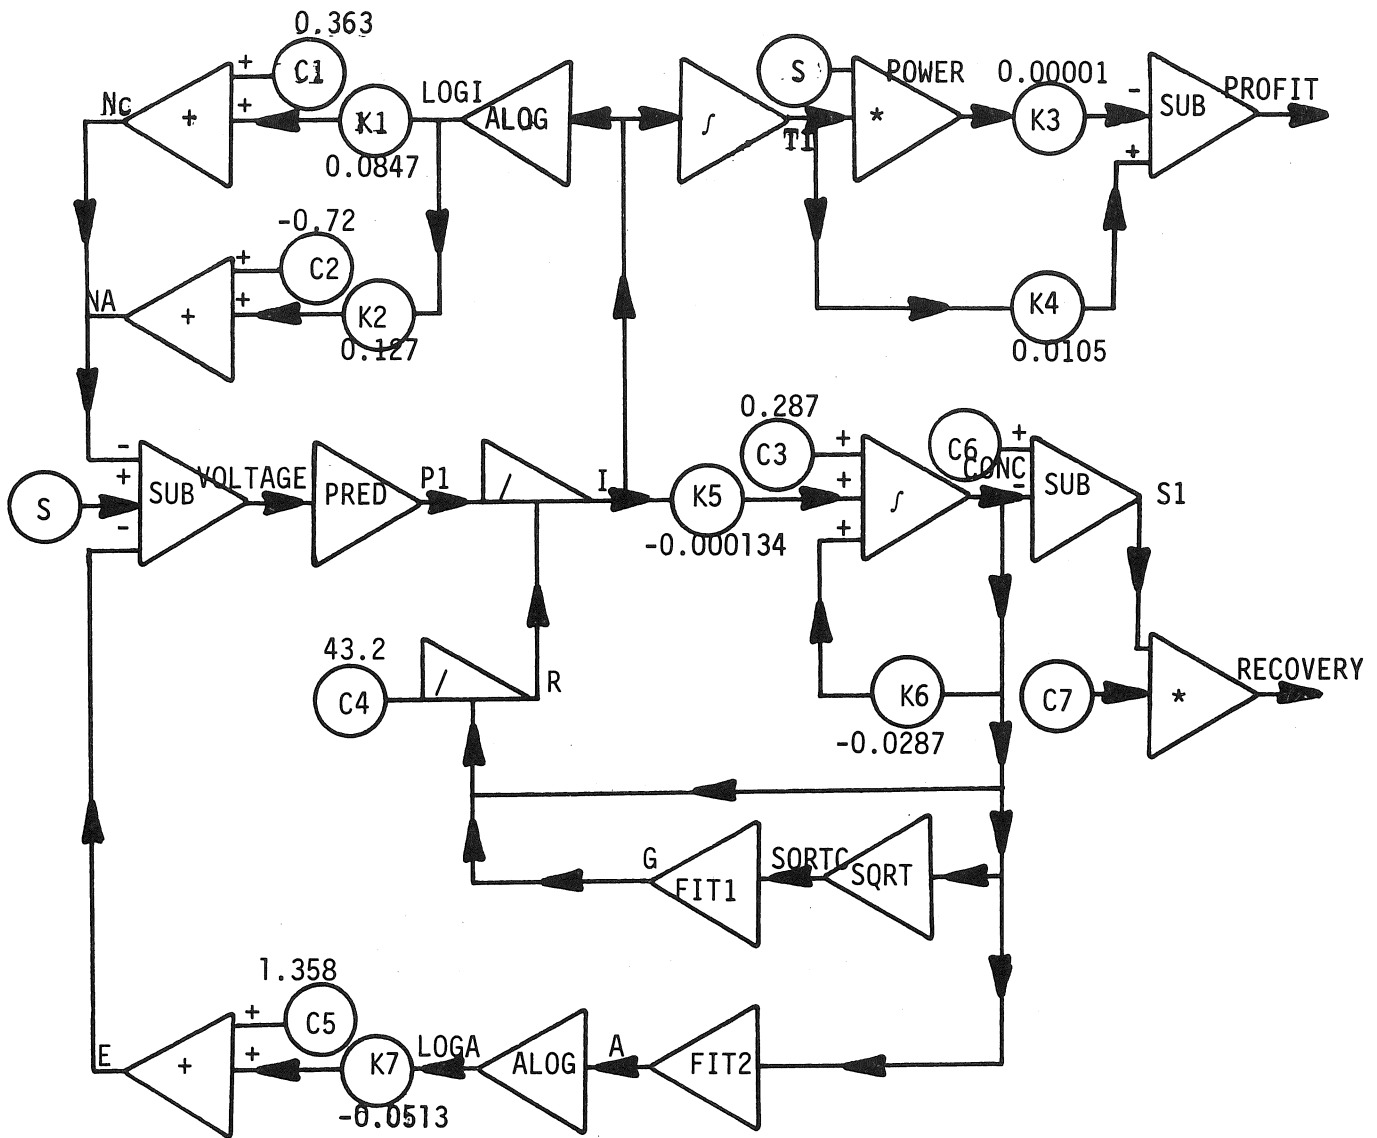 0.363
C1
+
Nc
+
+
K1
0.0847
LOGI
ALOG
∫
T1
S
*
POWER
0.00001
K3
-
+
SUB
PROFIT
-0.72
C2
+
NA
+
+
K2
0.127
K4
0.0105
S
-
+
-
SUB
VOLTAGE
PRED
P1
/
I
K5
-0.000134
0.287
C3
+
+
+
∫
C6
CONC
+
-
SUB
S1
43.2
C4
/
R
K6
-0.0287
C7
*
RECOVERY
G
FIT1
SQRTC
SQRT
1.358
C5
+
E
+
+
K7
-0.0513
LOGA
ALOG
A
FIT2